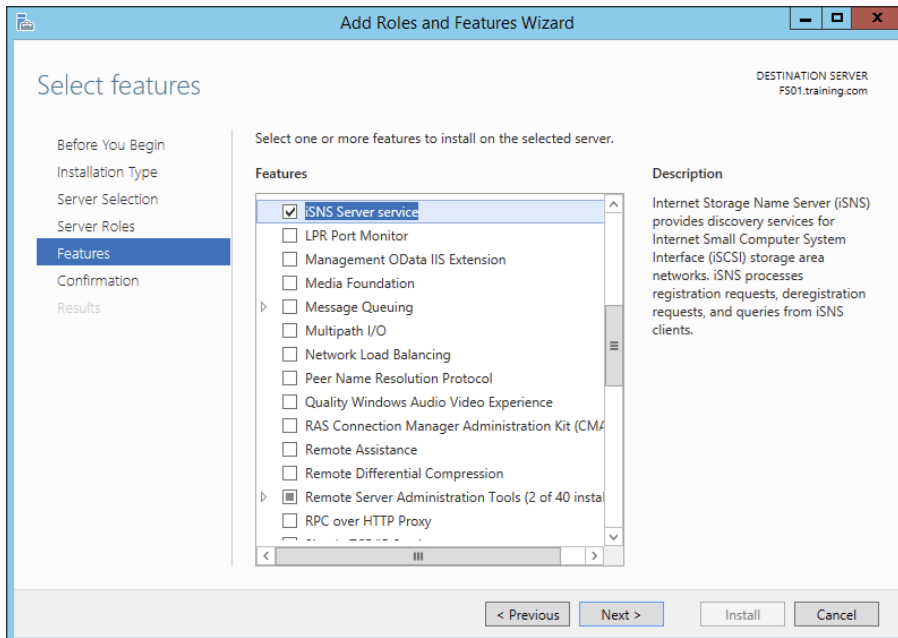 Add Roles and Features Wizard
Select features
DESTINATION SERVER
FS01.training.com
Before You Begin
Installation Type
Server Selection
Server Roles
Features
Confirmation
Results
Select one or more features to install on the selected server.
Features
iSNS Server service
LPR Port Monitor
Management OData IIS Extension
Media Foundation
Message Queuing
Multipath I/O
Network Load Balancing
Peer Name Resolution Protocol
Quality Windows Audio Video Experience
RAS Connection Manager Administration Kit (CMA
Remote Assistance
Remote Differential Compression
Remote Server Administration Tools (2 of 40 instal
RPC over HTTP Proxy
Description
Internet Storage Name Server (iSNS)
provides discovery services for
Internet Small Computer System
Interface (iSCSI) storage area
networks. iSNS processes
registration requests, deregistration
requests, and queries from iSNS
clients.
< Previous
Next >
Install
Cancel